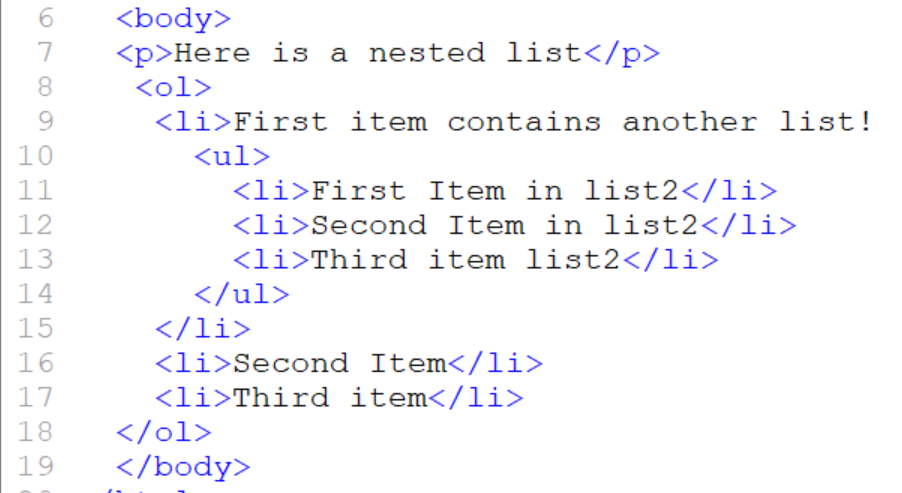 6 <body>
7 <p>Here is a nested list</p>
8 <ol>
9 <li>First item contains another list!
10 <ul>
11 <li>First Item in list2</li>
12 <li>Second Item in list2</li>
13 <li>Third item list2</li>
14 </ul>
15 </li>
16 <li>Second Item</li>
17 <li>Third item</li>
18 </ol>
19 </body>